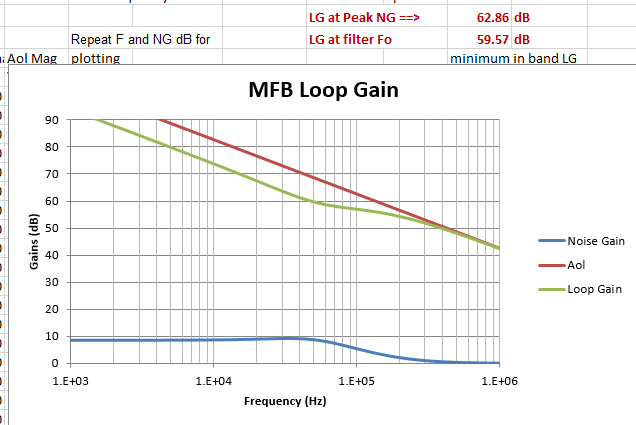 LG at Peak NG ==> 62.86 dB
Repeat F and NG dB for LG at filter Fo 59.57 dB
Aol Mag plotting minimum in band LG
MFB Loop Gain
90
80
70
60
50
40
30
20
10
0
Gains (dB)
1.E+03 1.E+04 1.E+05 1.E+06
Frequency (Hz)
Noise Gain
Aol
Loop Gain